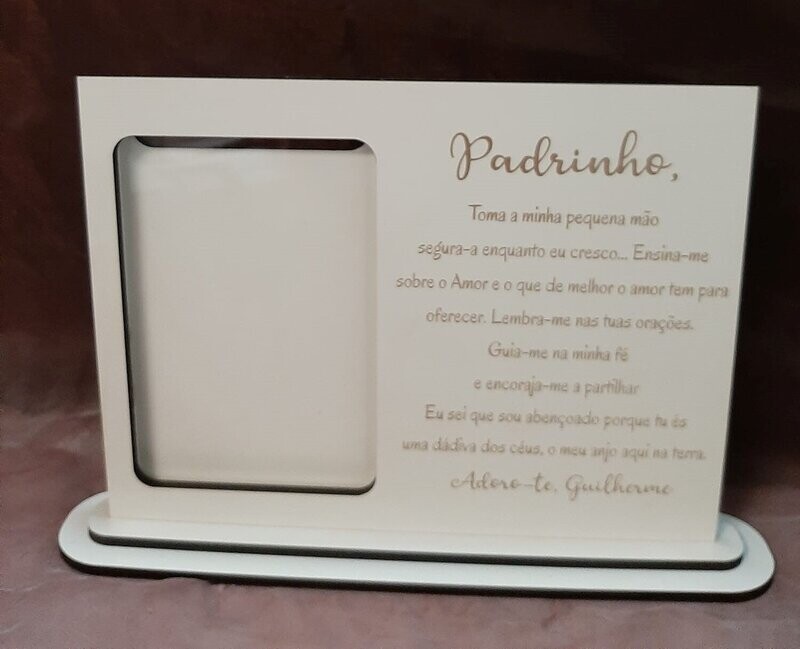 Padrinho,
Toma a minha pequena mão
segura-a enquanto eu cresco... Ensina-me
sobre o Amor e o que de melhor o amor tem para
oferecer. Lembra-me nas tuas orações.
Guia-me na minha fé
e encoraja-me a partilhar
Eu sei que sou abençoado porque tu és
uma dádiva dos céus, o meu anjo aqui na terra.
Adoro-te, Guilherme